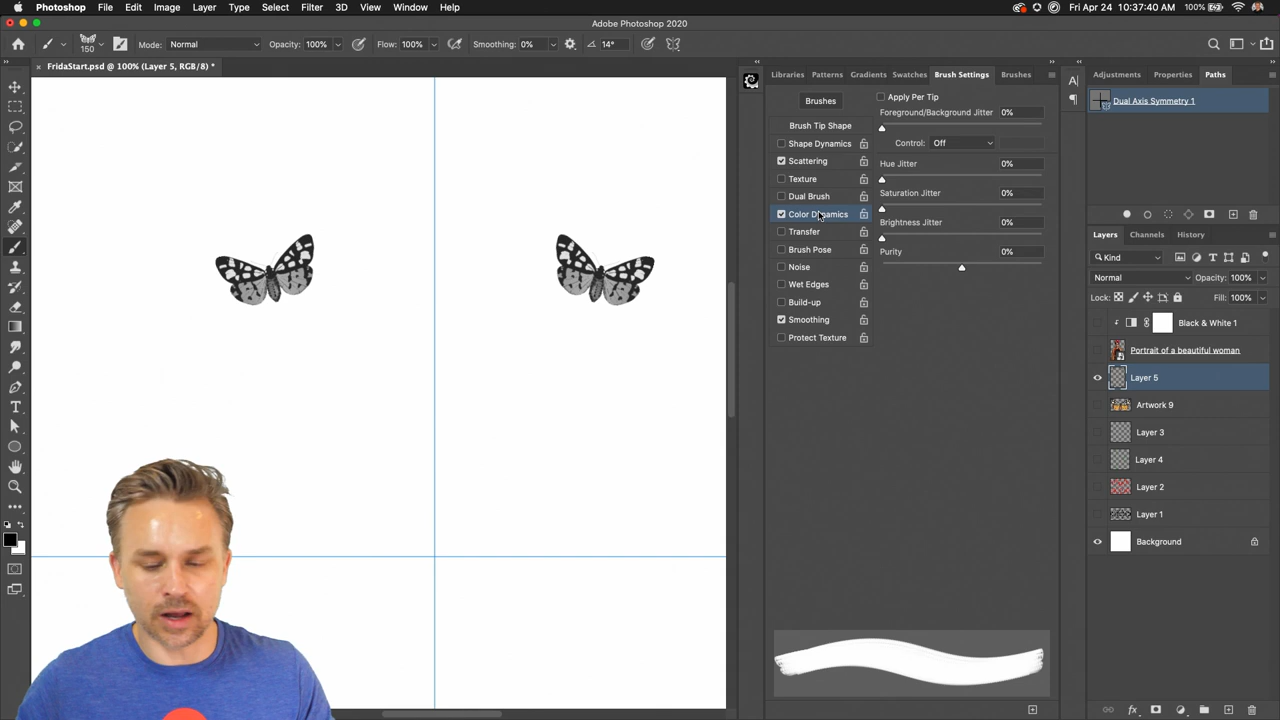 Photoshop File Edit Image Layer Type Select Filter 3D View Window Help 100% Fri Apr 24 10:37:40 AM
Adobe Photoshop 2020
150 Mode: Normal Opacity: 100% Flow: 100% Smoothing: 0% 14°
FridaStart.psd @ 100% (Layer 5, RGB/8) *
Libraries Patterns Gradients Swatches Brush Settings Brushes
Adjustments Properties Paths
Brushes
Apply Per Tip
Dual Axis Symmetry 1
Foreground/Background Jitter 0%
Brush Tip Shape
Shape Dynamics
Control: Off
Scattering
Hue Jitter 0%
Texture
Saturation Jitter 0%
Dual Brush
Color Dynamics
Brightness Jitter 0%
Transfer
Brush Pose
Purity 0%
Noise
Wet Edges
Build-up
Smoothing
Protect Texture
Layers Channels History
Kind
Normal Opacity: 100%
Lock: Fill: 100%
Black & White 1
Portrait of a beautiful woman
Layer 5
Artwork 9
Layer 3
Layer 4
Layer 2
Layer 1
Background